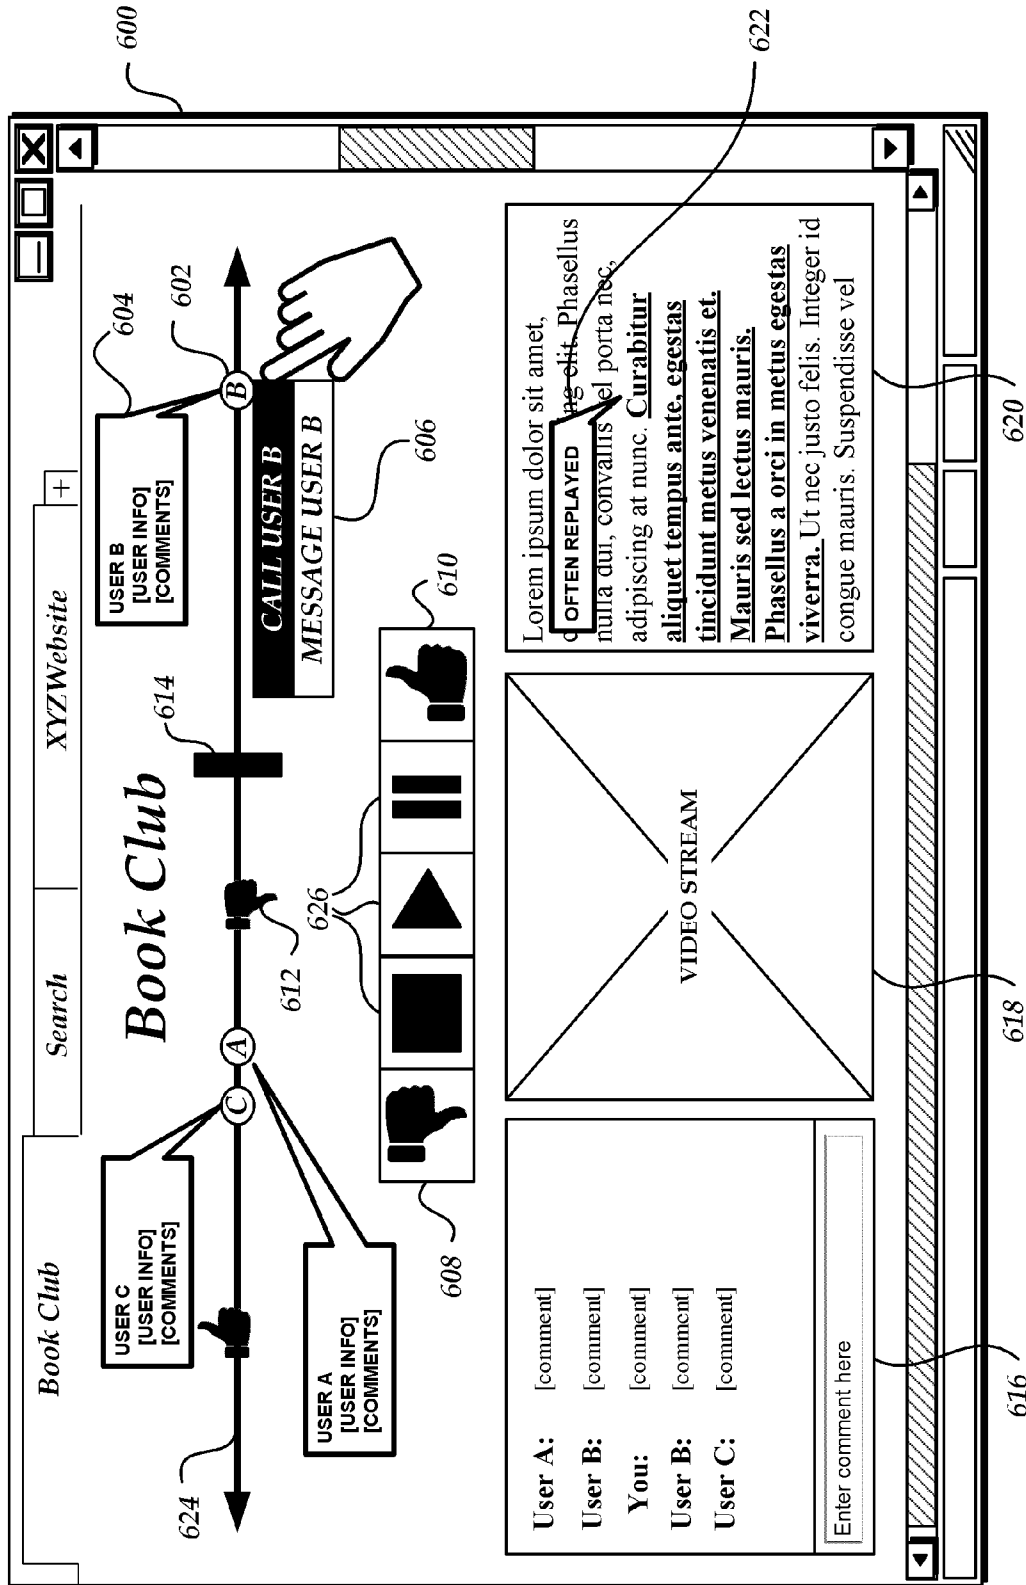 600
Book Club
Search
XYZWebsite
+
Book Club
604
602
USER B
[USER INFO]
[COMMENTS]
USER C
[USER INFO]
[COMMENTS]
614
624
C
A
B
612
CALL USER B
MESSAGE USER B
606
USER A
[USER INFO]
[COMMENTS]
626
608
610
User A: [comment]
User B: [comment]
You: [comment]
User B: [comment]
User C: [comment]
Enter comment here
VIDEO STREAM
Lorem ipsum dolor sit amet,
elit. Phasellus
OFTEN REPLAYED
nulla dui, convallis vel porta nec,
adipiscing at nunc. Curabitur
aliquet tempus ante, egestas
tincidunt metus venenatis et.
Mauris sed lectus mauris.
Phasellus a orci in metus egestas
viverra. Ut nec justo felis. Integer id
congue mauris. Suspendisse vel
622
616
618
620